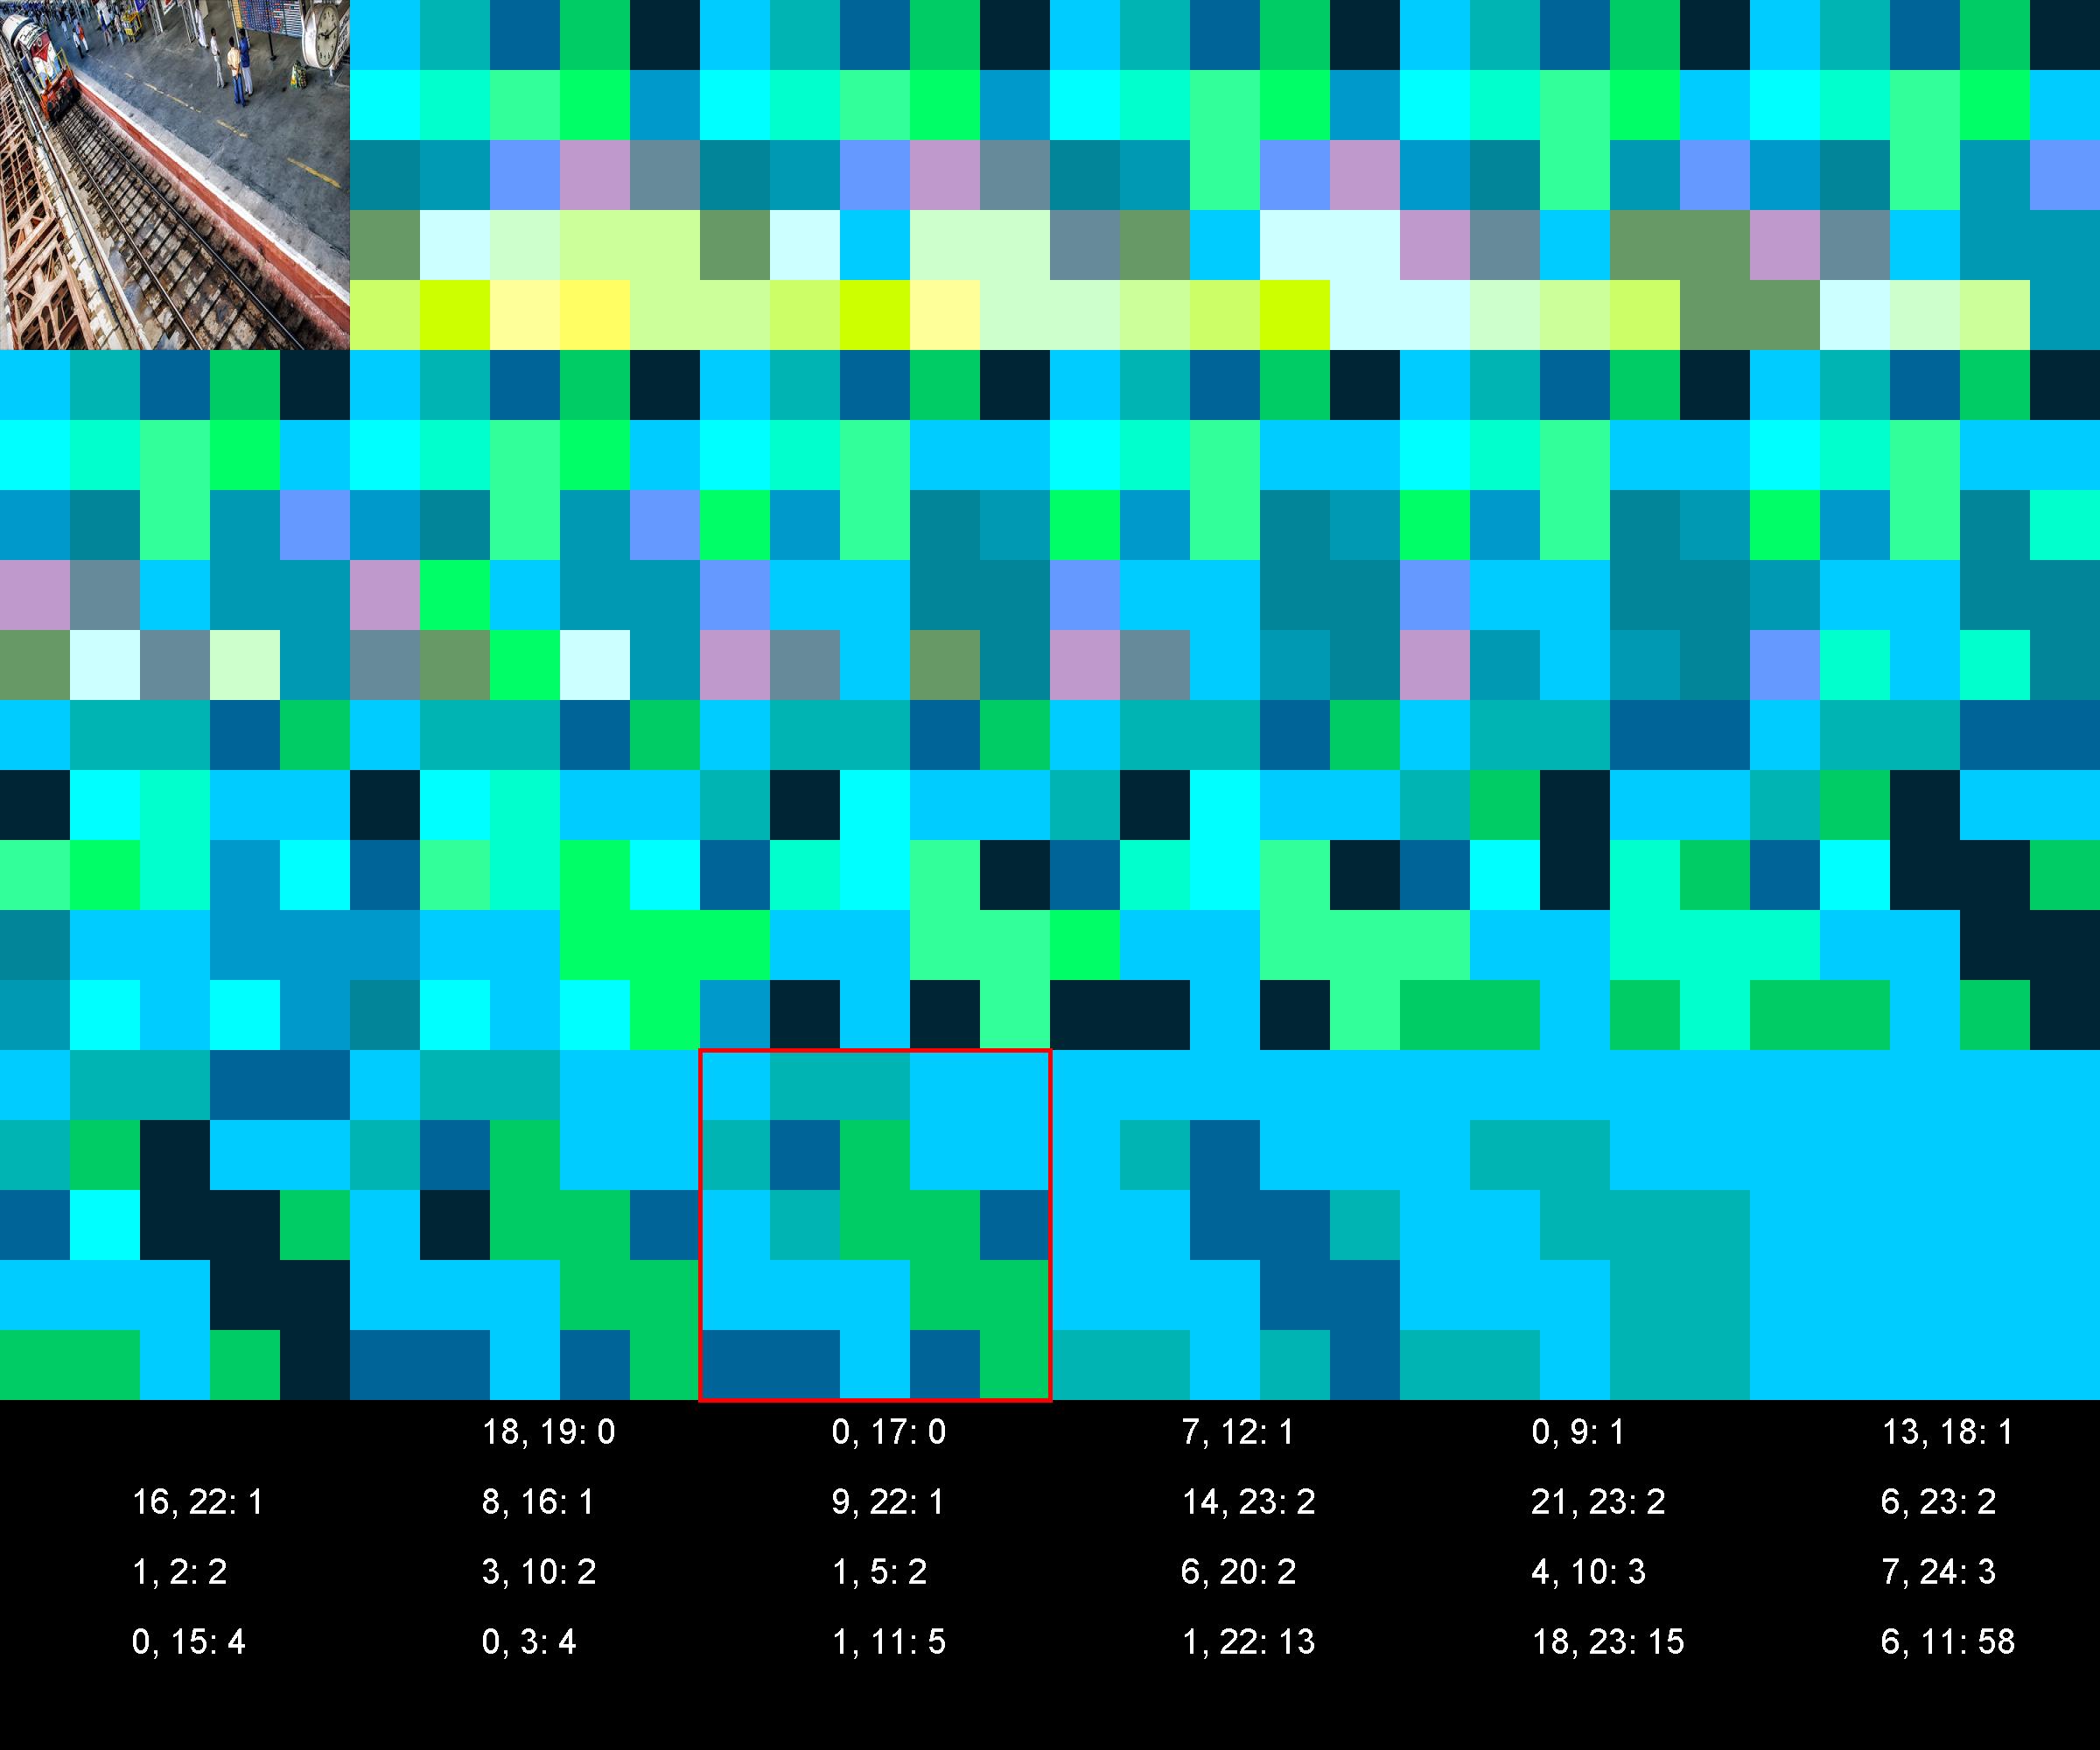 18, 19: 0 0, 17: 0 7, 12: 1 0, 9: 1 13, 18: 1
16, 22: 1 8, 16: 1 9, 22: 1 14, 23: 2 21, 23: 2 6, 23: 2
1, 2: 2 3, 10: 2 1, 5: 2 6, 20: 2 4, 10: 3 7, 24: 3
0, 15: 4 0, 3: 4 1, 11: 5 1, 22: 13 18, 23: 15 6, 11: 58